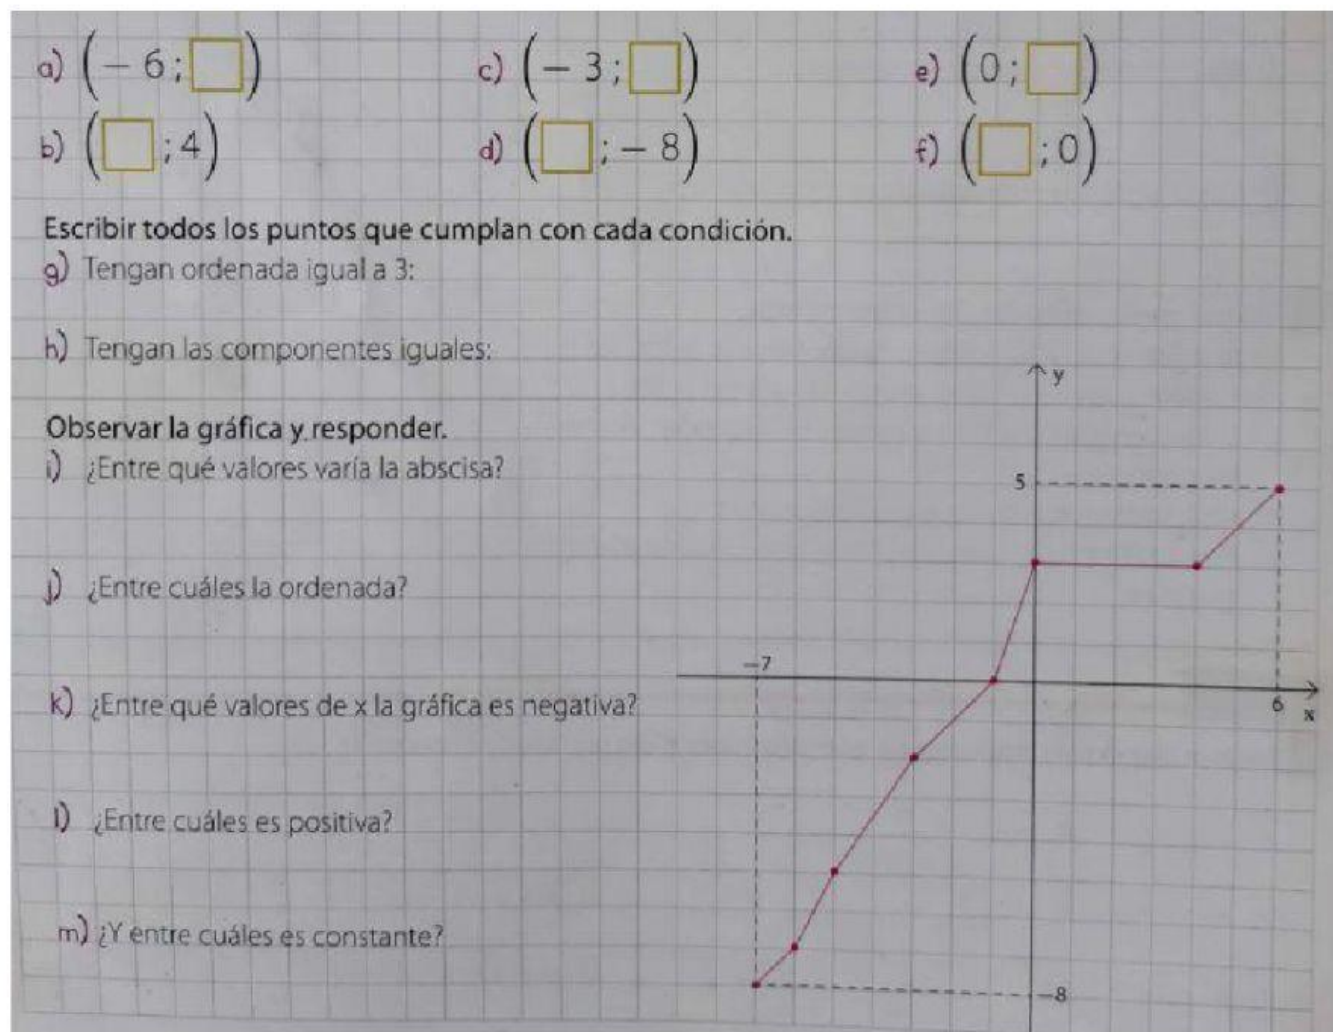 a) (− 6 ; □) c) (− 3 ; □) e) (0 ; □)
b) (□ ; 4) d) (□ ; − 8) f) (□ ; 0)
Escribir todos los puntos que cumplan con cada condición.
g) Tengan ordenada igual a 3:
h) Tengan las componentes iguales:
y
Observar la gráfica y responder.
i) ¿Entre qué valores varía la abscisa?
5
j) ¿Entre cuáles la ordenada?
−7
k) ¿Entre qué valores de x la gráfica es negativa?
6
x
l) ¿Entre cuáles es positiva?
m) ¿Y entre cuáles es constante?
−8